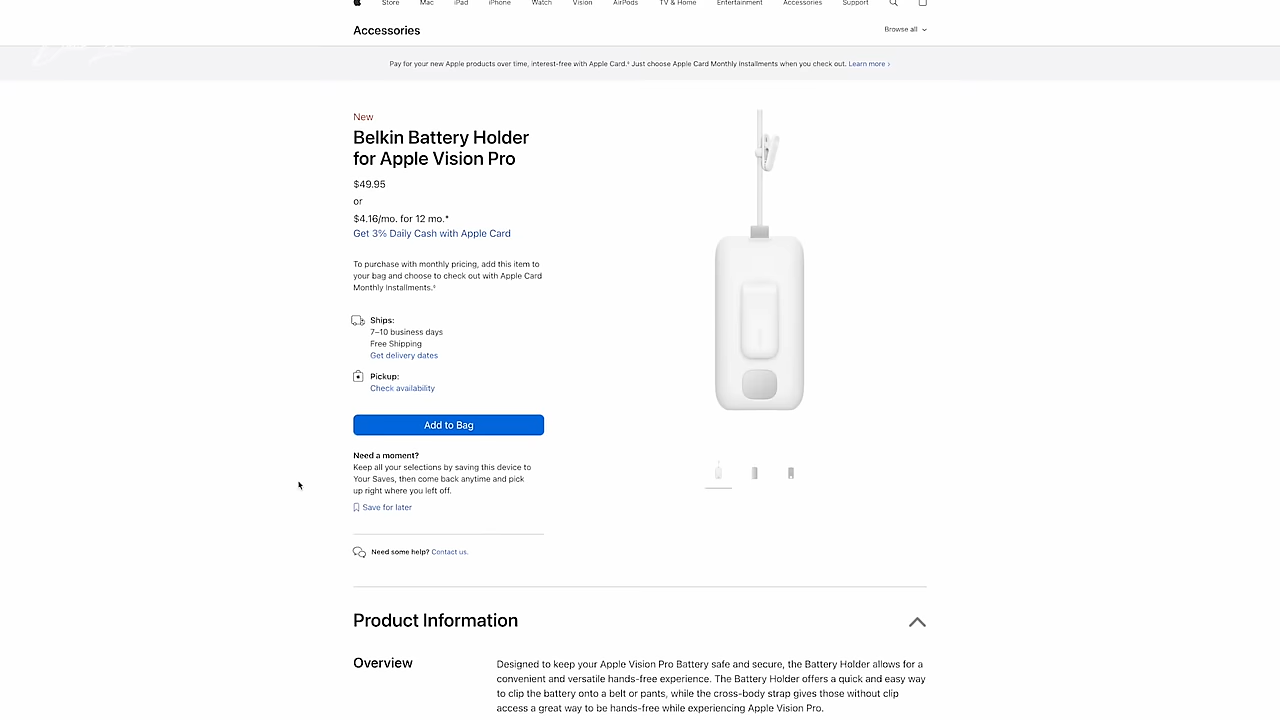 Store Mac iPad iPhone Watch Vision AirPods TV & Home Entertainment Accessories Support
Accessories
Browse all
Pay for your new Apple products over time, interest-free with Apple Card.◊ Just choose Apple Card Monthly Installments when you check out. Learn more >
New
Belkin Battery Holder
for Apple Vision Pro
$49.95
or
$4.16/mo. for 12 mo.*
Get 3% Daily Cash with Apple Card
To purchase with monthly pricing, add this item to
your bag and choose to check out with Apple Card
Monthly Installments.◊
Ships:
7–10 business days
Free Shipping
Get delivery dates
Pickup:
Check availability
Add to Bag
Need a moment?
Keep all your selections by saving this device to
Your Saves, then come back anytime and pick
up right where you left off.
Save for later
Need some help? Contact us.
Product Information
Overview
Designed to keep your Apple Vision Pro Battery safe and secure, the Battery Holder allows for a
convenient and versatile hands-free experience. The Battery Holder offers a quick and easy way
to clip the battery onto a belt or pants, while the cross-body strap gives those without clip
access a great way to be hands-free while experiencing Apple Vision Pro.